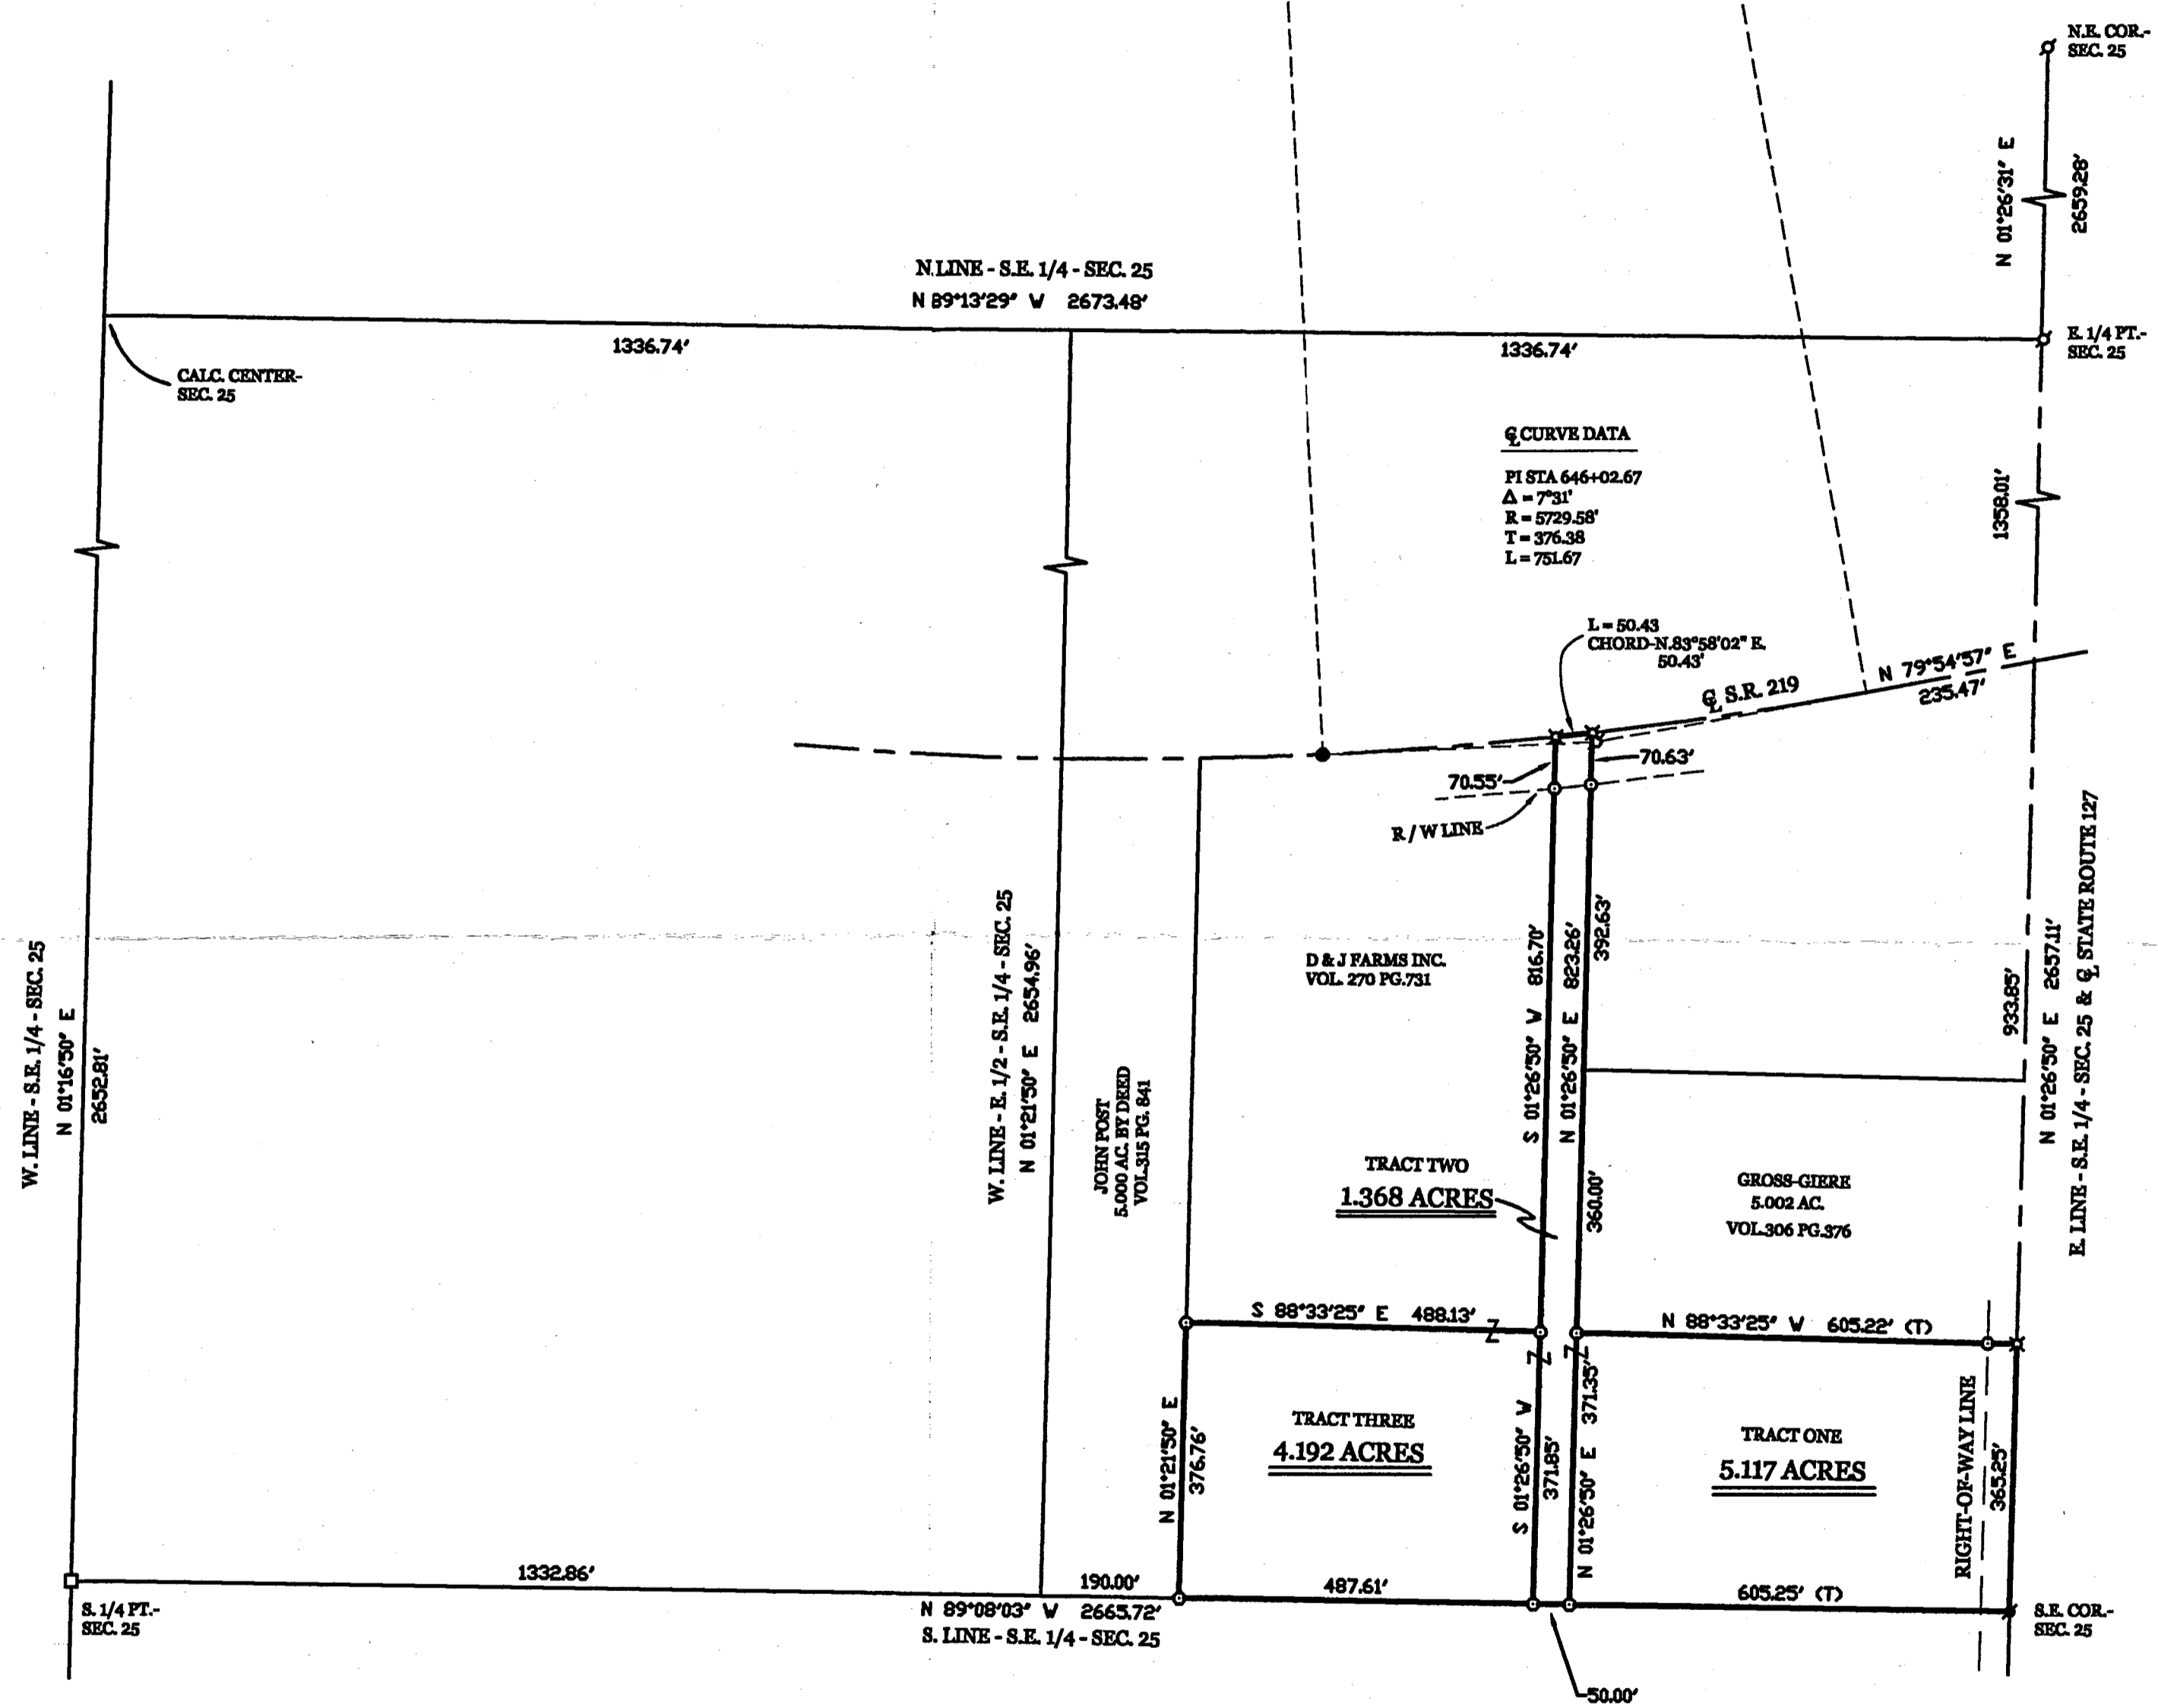 N.E. COR.-
SEC. 25
N 01°26'31" E
2659.28'
N.LINE - S.E. 1/4 - SEC. 25
N 89°13'29" W 2673.48'
1336.74'
1336.74'
E. 1/4 PT.-
SEC. 25
CALC. CENTER-
SEC. 25
℄ CURVE DATA
PI STA 646+02.67
Δ = 7°31'
R = 5729.58'
T = 376.38
L = 751.67
1358.01'
L = 50.43
CHORD-N.83°58'02" E.
50.43'
℄ S.R. 219
N 79°54'57" E
235.47'
70.55'
70.63'
R / W LINE
W. LINE - S.E. 1/4 - SEC. 25
N 01°16'50" E
2652.81'
W. LINE - E. 1/2 - S.E. 1/4 - SEC. 25
N 01°21'50" E 2654.96'
JOHN POST
5.000 AC. BY DEED
VOL.315 PG. 841
D & J FARMS INC.
VOL. 270 PG.731
S 01°26'50" W 816.70'
N 01°26'50" E 823.26'
392.63'
360.00'
933.85'
N 01°26'50" E 2657.11'
E. LINE - S.E. 1/4 - SEC. 25 & ℄ STATE ROUTE 127
TRACT TWO
1.368 ACRES
GROSS-GIERE
5.002 AC.
VOL.306 PG.376
S 88°33'25" E 488.13'
N 88°33'25" W 605.22' (T)
N 01°21'50" E
376.76'
TRACT THREE
4.192 ACRES
S 01°26'50" W
371.85'
N 01°26'50" E 371.35'
TRACT ONE
5.117 ACRES
RIGHT-OF-WAY LINE
365.25'
1332.86'
190.00'
487.61'
605.25' (T)
S. 1/4 PT.-
SEC. 25
N 89°08'03" W 2665.72'
S. LINE - S.E. 1/4 - SEC. 25
S.E. COR.-
SEC. 25
50.00'